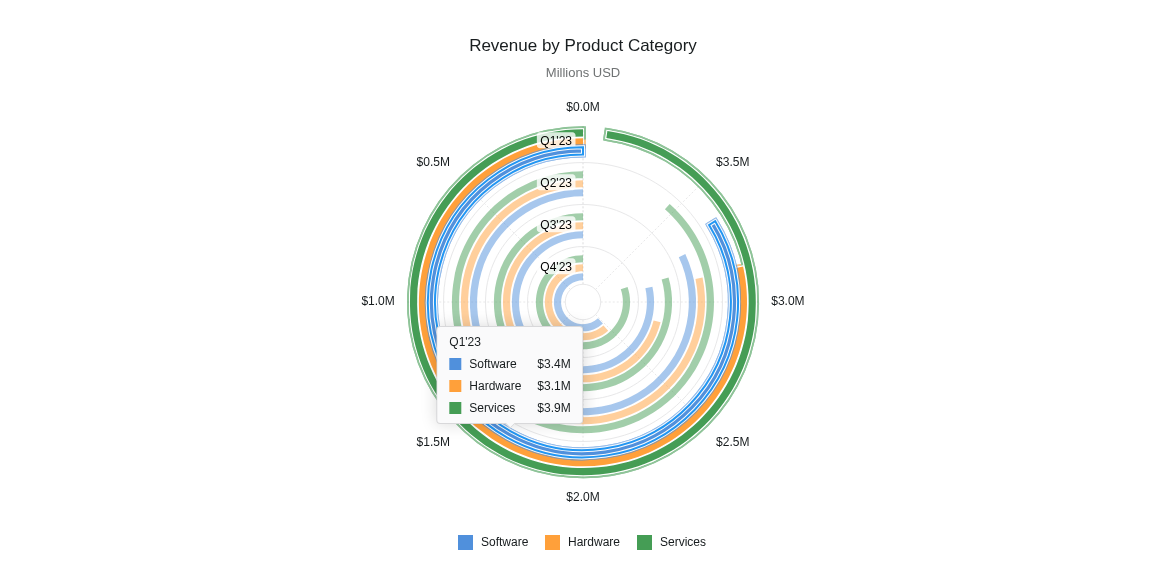 Revenue by Product Category
Millions USD
$0.0M
$0.5M
$3.5M
Q1'23
Q2'23
Q3'23
Q4'23
$1.0M
$3.0M
Q1'23
Software $3.4M
Hardware $3.1M
Services $3.9M
$1.5M
$2.5M
$2.0M
Software Hardware Services